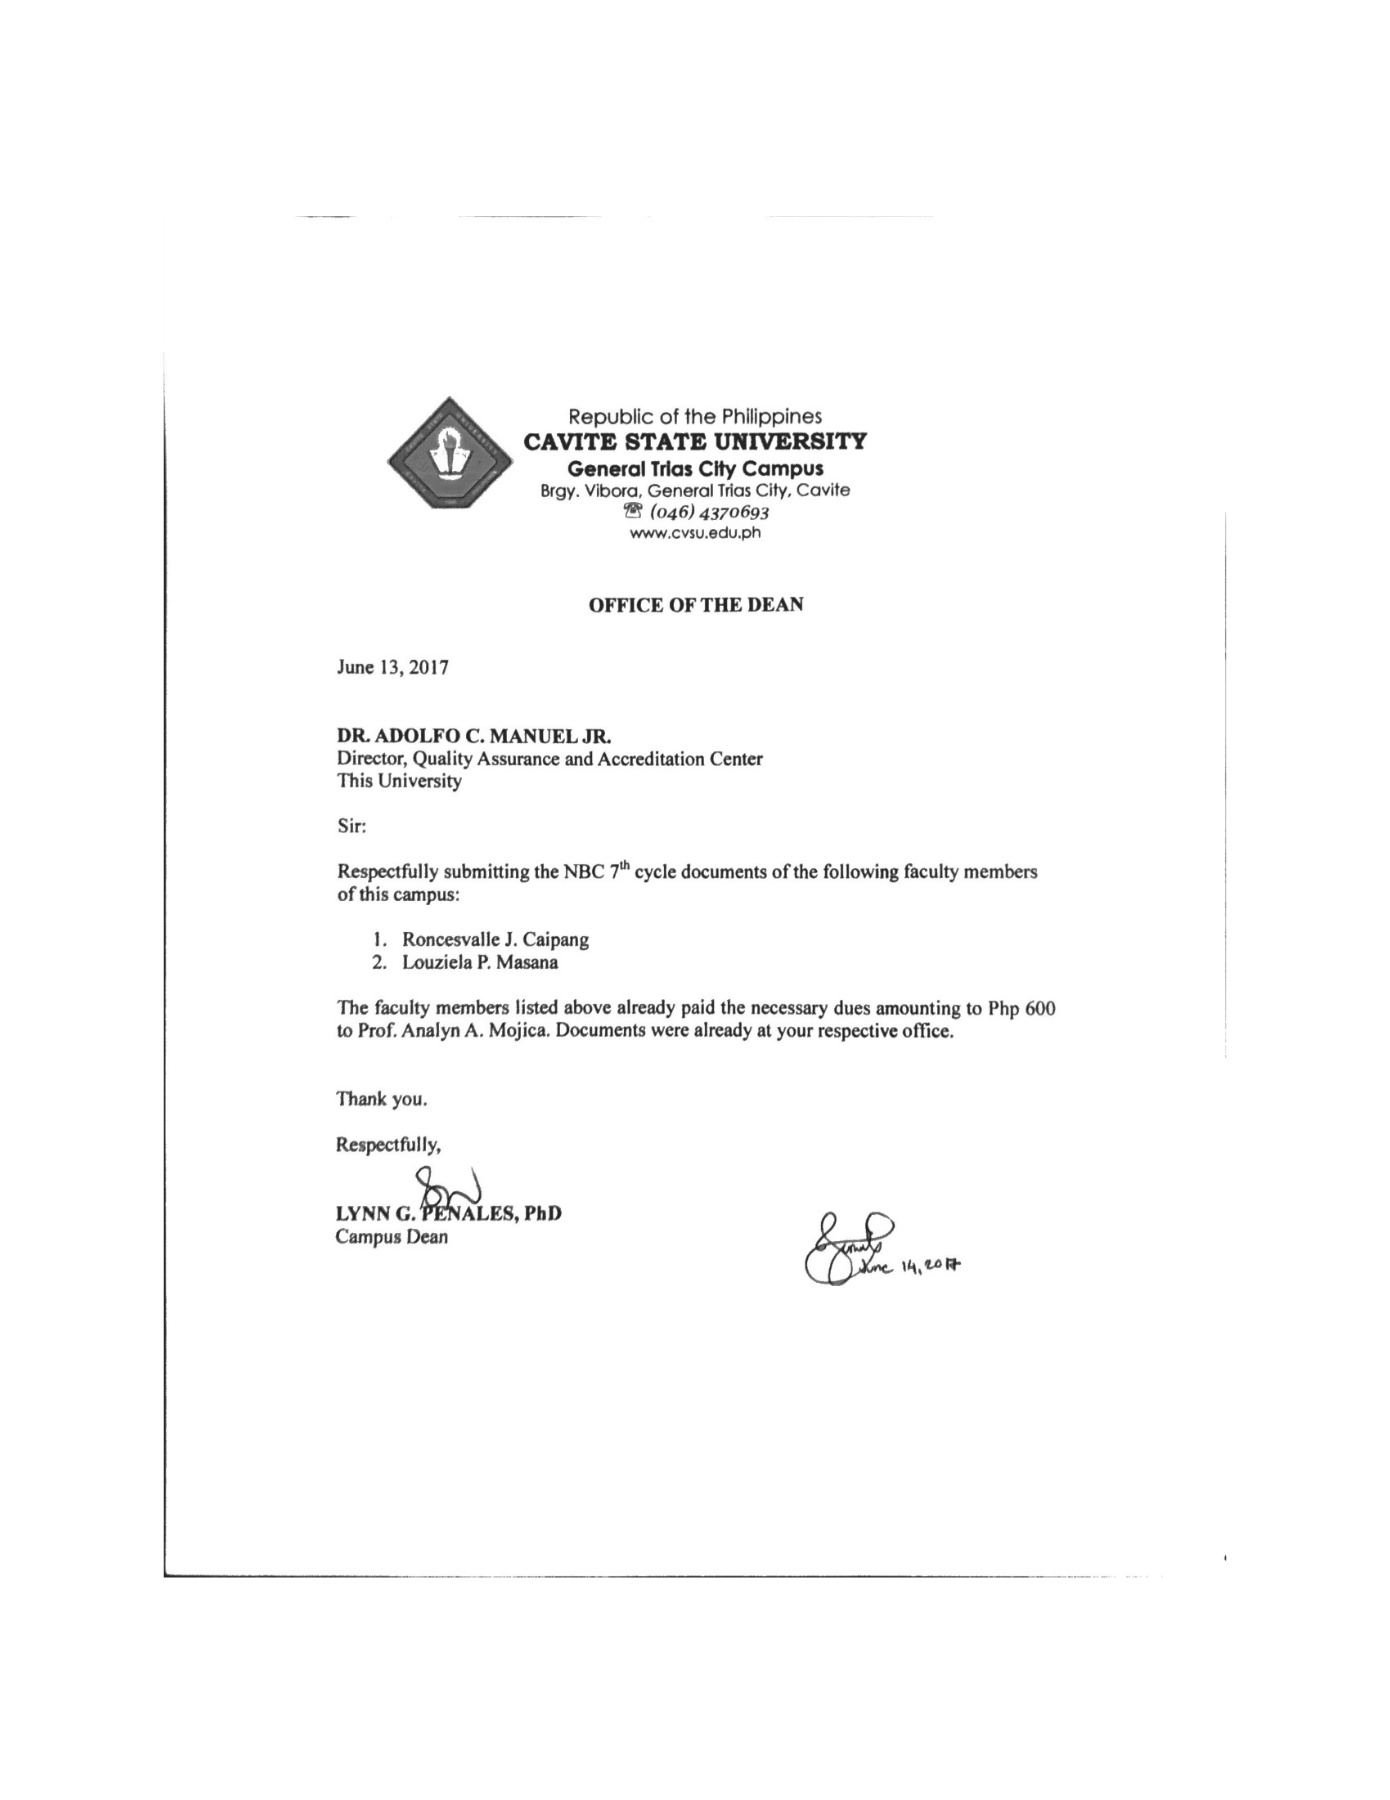 Republic of the Philippines
CAVITE STATE UNIVERSITY
General Trias City Campus
Brgy. Vibora, General Trias City, Cavite
☎ (046) 4370693
www.cvsu.edu.ph
OFFICE OF THE DEAN
June 13, 2017
DR. ADOLFO C. MANUEL JR.
Director, Quality Assurance and Accreditation Center
This University
Sir:
Respectfully submitting the NBC 7th cycle documents of the following faculty members
of this campus:
1. Roncesvalle J. Caipang
2. Louziela P. Masana
The faculty members listed above already paid the necessary dues amounting to Php 600
to Prof. Analyn A. Mojica. Documents were already at your respective office.
Thank you.
Respectfully,
LYNN G. PENALES, PhD
Campus Dean
June 14, 2017